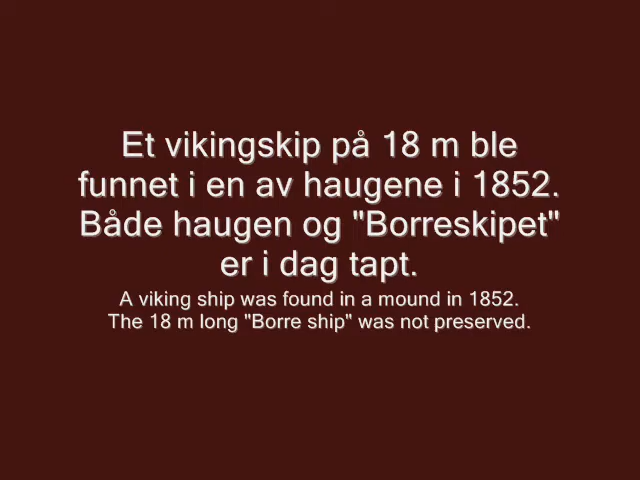 Et vikingskip på 18 m ble
funnet i en av haugene i 1852.
Både haugen og "Borreskipet"
er i dag tapt.
A viking ship was found in a mound in 1852.
The 18 m long "Borre ship" was not preserved.